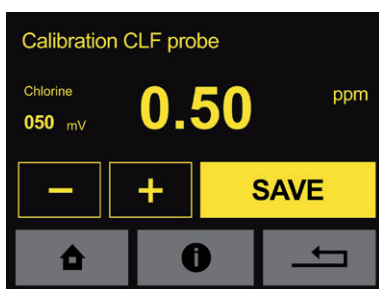 Calibration CLF probe
Chlorine
050 mV
0.50
ppm
− +
SAVE